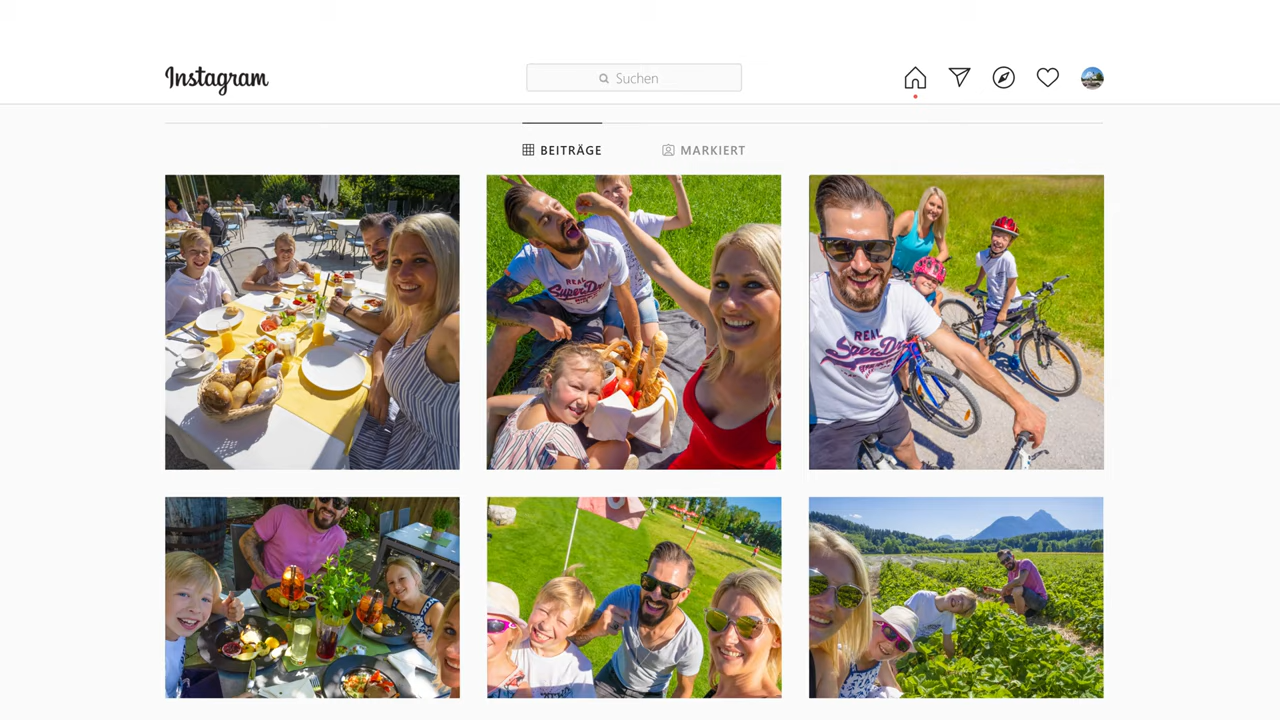 Instagram
Suchen
BEITRÄGE
MARKIERT
REAL
SuperDry
REAL
SuperDry